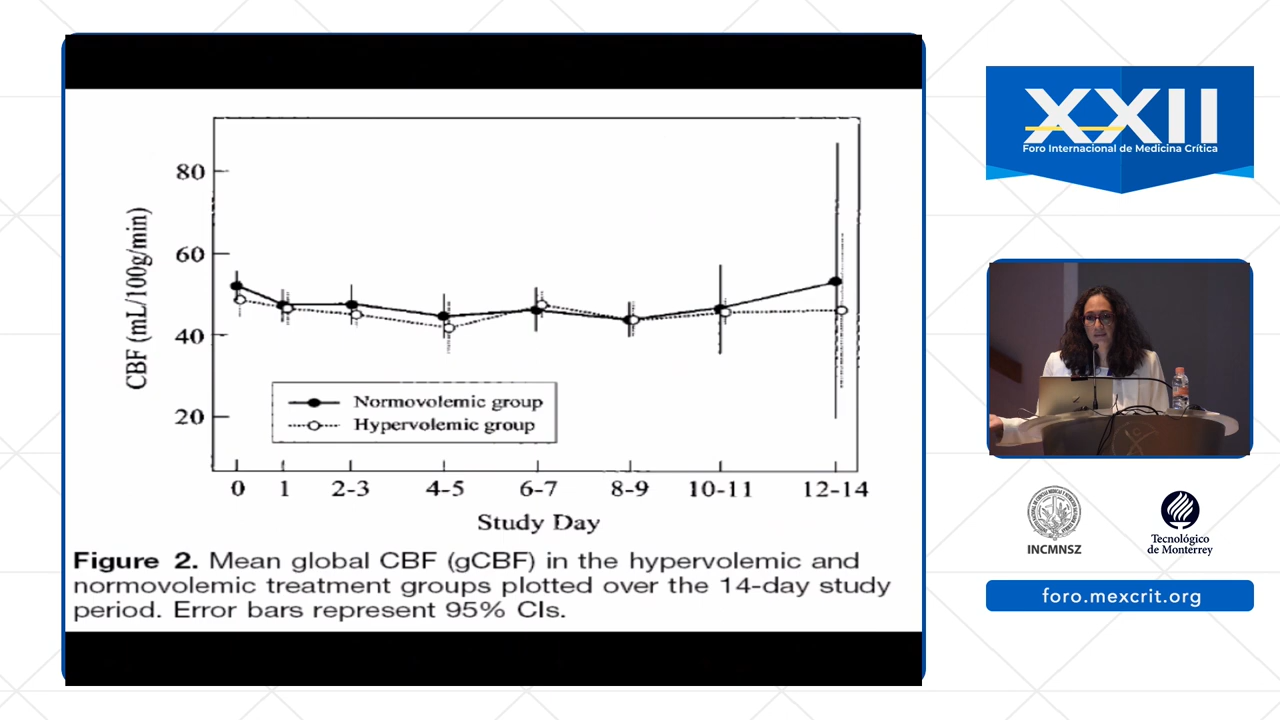 80
60
40
20
CBF (mL/100g/min)
Normovolemic group
Hypervolemic group
0 1 2-3 4-5 6-7 8-9 10-11 12-14
Study Day
Figure 2. Mean global CBF (gCBF) in the hypervolemic and
normovolemic treatment groups plotted over the 14-day study
period. Error bars represent 95% CIs.
XXII
Foro Internacional de Medicina Crítica
INCMNSZ
Tecnológico
de Monterrey
foro.mexcrit.org